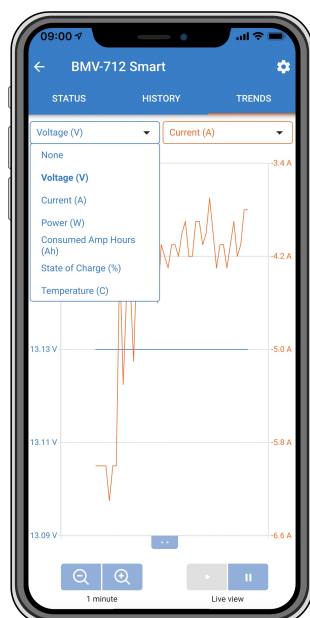 09:00
BMV-712 Smart
STATUS HISTORY TRENDS
Voltage (V) Current (A)
None
Voltage (V)
Current (A)
Power (W)
Consumed Amp Hours
(Ah)
State of Charge (%)
Temperature (C)
-3.4 A
-4.2 A
13.13 V -5.0 A
13.11 V -5.8 A
13.09 V -6.6 A
1 minute Live view